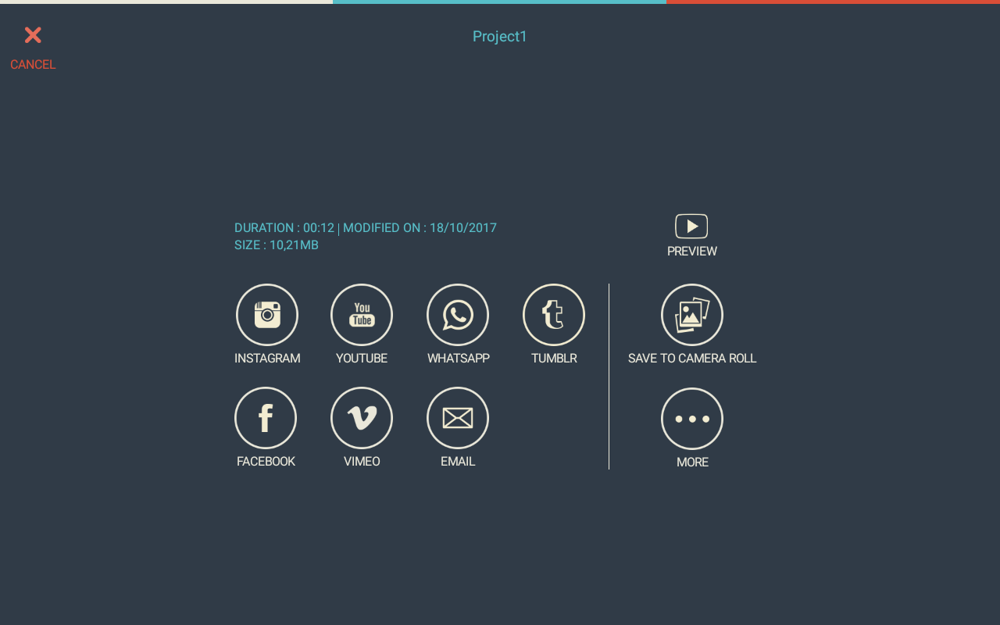 Project1
CANCEL
DURATION : 00:12 | MODIFIED ON : 18/10/2017
SIZE : 10,21MB
PREVIEW
You
Tube
INSTAGRAM
YOUTUBE
WHATSAPP
TUMBLR
SAVE TO CAMERA ROLL
FACEBOOK
VIMEO
EMAIL
MORE